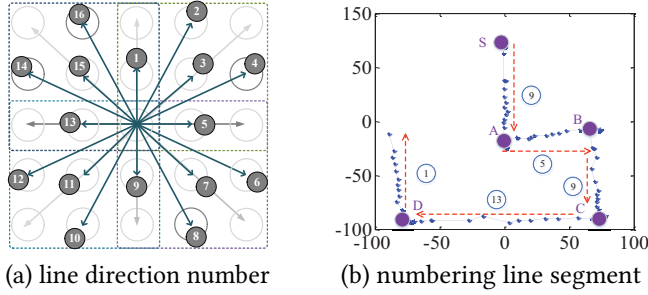 16 2
1
14 15 3 4
13 5
12 11 9 7 6
10 8
(a) line direction number
150
100
50
0
-50
-100
-100 -50 0 50 100
S
9
A
B
5
1
9
13
D
C
(b) numbering line segment